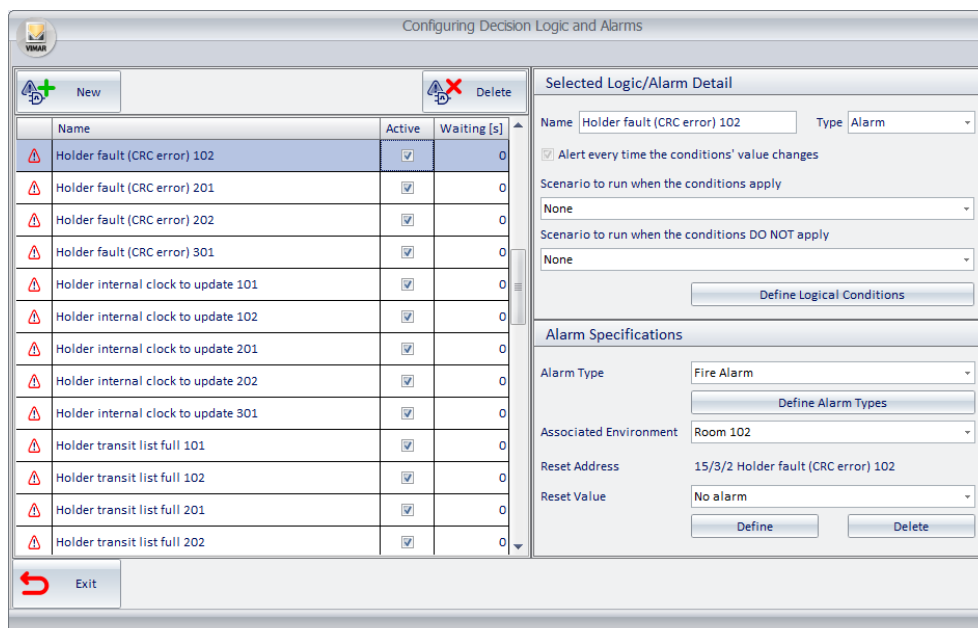 Configuring Decision Logic and Alarms
VIMAR
New
Delete
Name Active Waiting [s]
Holder fault (CRC error) 102 0
Holder fault (CRC error) 201 0
Holder fault (CRC error) 202 0
Holder fault (CRC error) 301 0
Holder internal clock to update 101 0
Holder internal clock to update 102 0
Holder internal clock to update 201 0
Holder internal clock to update 202 0
Holder internal clock to update 301 0
Holder transit list full 101 0
Holder transit list full 102 0
Holder transit list full 201 0
Holder transit list full 202 0
Exit
Selected Logic/Alarm Detail
Name Holder fault (CRC error) 102 Type Alarm
Alert every time the conditions' value changes
Scenario to run when the conditions apply
None
Scenario to run when the conditions DO NOT apply
None
Define Logical Conditions
Alarm Specifications
Alarm Type Fire Alarm
Define Alarm Types
Associated Environment Room 102
Reset Address 15/3/2 Holder fault (CRC error) 102
Reset Value No alarm
Define Delete